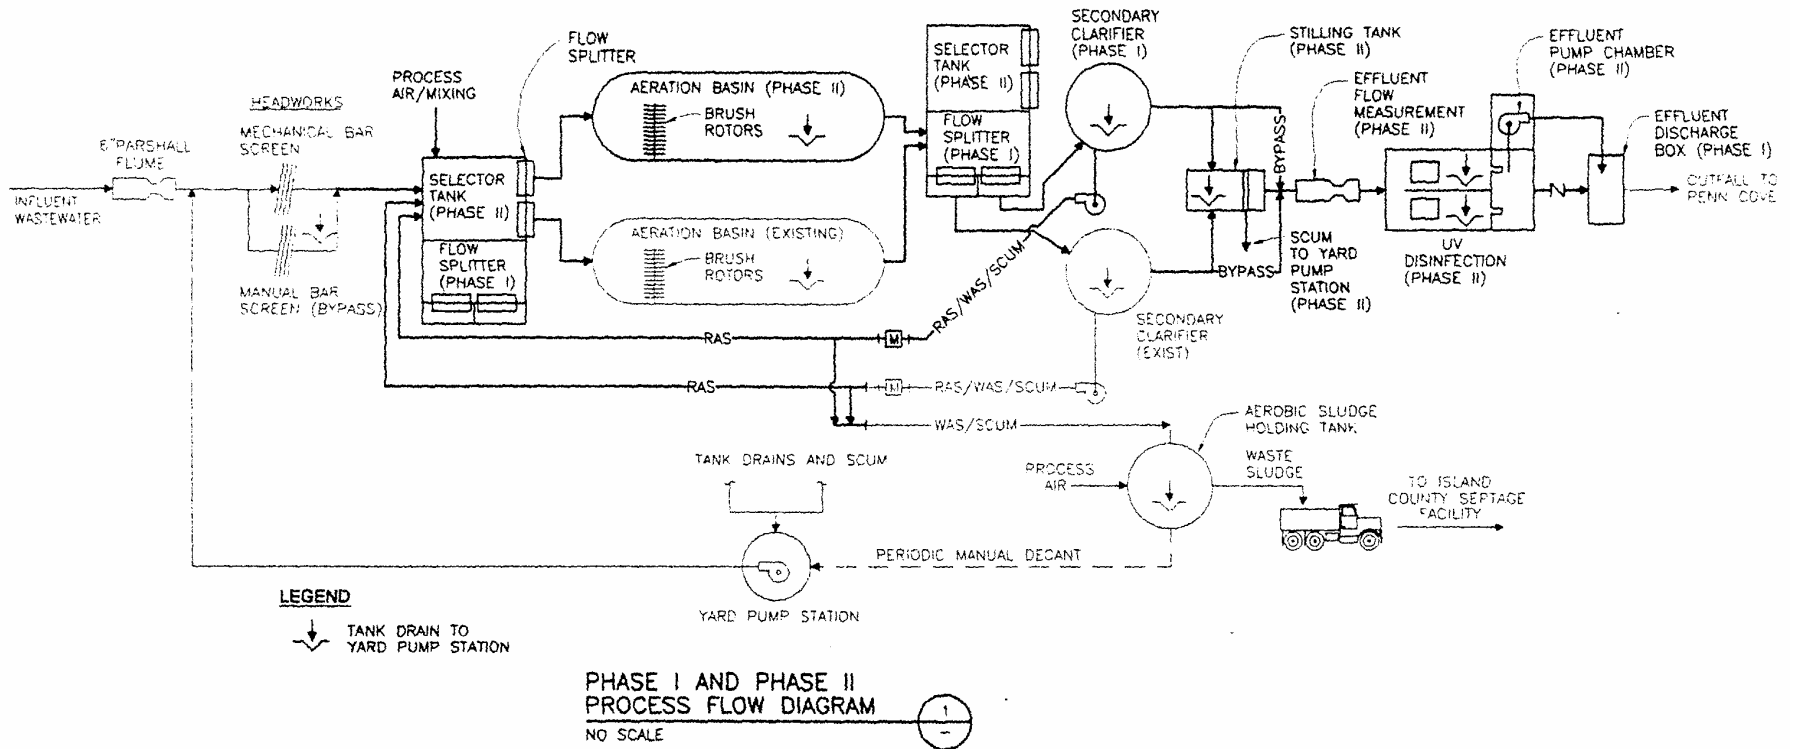 FLOW
SPLITTER
PROCESS
AIR/MIXING
HEADWORKS
MECHANICAL BAR
SCREEN
6"PARSHALL
FLUME
INFLUENT
WASTEWATER
MANUAL BAR
SCREEN (BYPASS)
SELECTOR
TANK
(PHASE II)
FLOW
SPLITTER
(PHASE I)
AERATION BASIN (PHASE II)
BRUSH
ROTORS
AERATION BASIN (EXISTING)
BRUSH
ROTORS
SELECTOR
TANK
(PHASE II)
FLOW
SPLITTER
(PHASE I)
SECONDARY
CLARIFIER
(PHASE I)
STILLING TANK
(PHASE II)
EFFLUENT
FLOW
MEASUREMENT
(PHASE II)
EFFLUENT
PUMP CHAMBER
(PHASE II)
EFFLUENT
DISCHARGE
BOX (PHASE I)
OUTFALL TO
PENN COVE
BYPASS
BYPASS
SCUM
TO YARD
PUMP
STATION
(PHASE II)
UV
DISINFECTION
(PHASE II)
SECONDARY
CLARIFIER
(EXIST)
RAS
M
RAS/WAS/SCUM
RAS
M
RAS/WAS/SCUM
WAS/SCUM
AEROBIC SLUDGE
HOLDING TANK
TANK DRAINS AND SCUM
PROCESS
AIR
WASTE
SLUDGE
TO ISLAND
COUNTY SEPTAGE
FACILITY
PERIODIC MANUAL DECANT
YARD PUMP STATION
LEGEND
TANK DRAIN TO
YARD PUMP STATION
PHASE I AND PHASE II
PROCESS FLOW DIAGRAM
1
NO SCALE